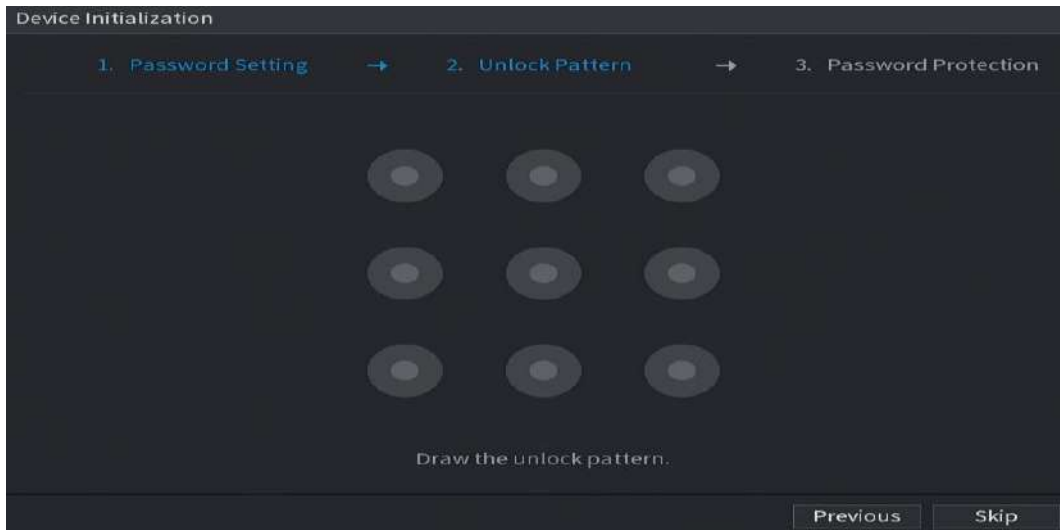 Device Initialization
1. Password Setting → 2. Unlock Pattern → 3. Password Protection
Draw the unlock pattern.
Previous Skip